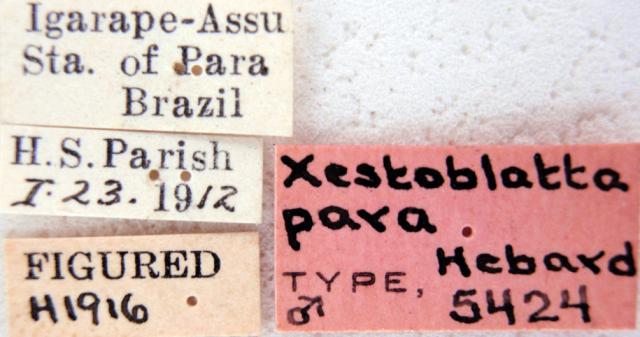 Igarape-Assu
Sta. of Para
Brazil
H.S.Parish
I.23.1912
FIGURED
H1916
Xestoblatta
para
Hebard
TYPE,
♂ 5424